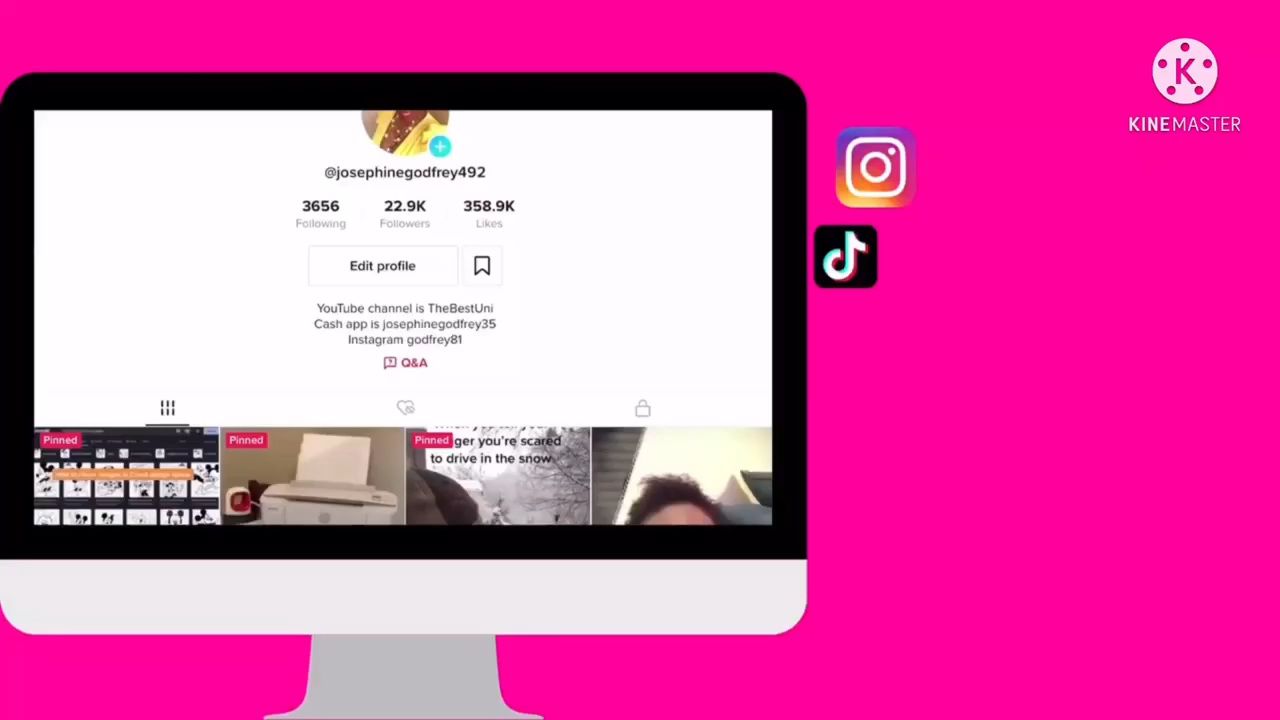 KINEMASTER
@josephinegodfrey492
3656 22.9K 358.9K
Following Followers Likes
Edit profile
YouTube channel is TheBestUni
Cash app is josephinegodfrey35
Instagram godfrey81
Q&A
Pinned
Pinned
Pinned
ger you're scared
to drive in the snow